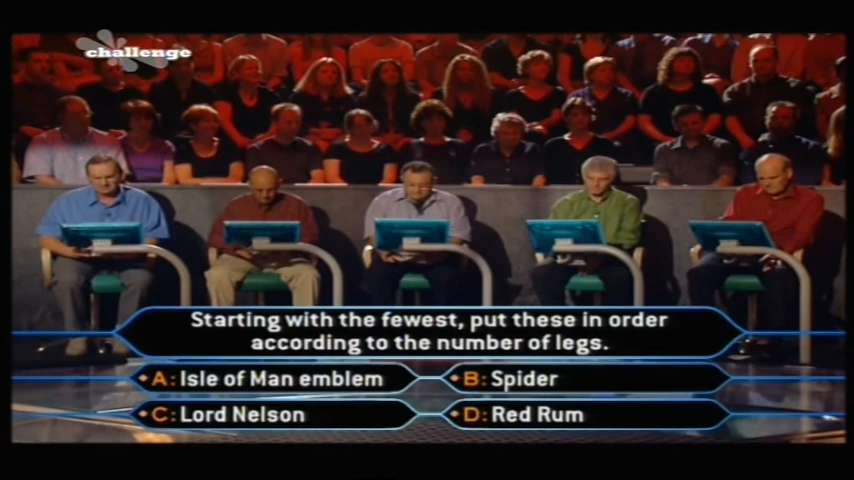 challenge
Starting with the fewest, put these in order
according to the number of legs.
A: Isle of Man emblem
B: Spider
C: Lord Nelson
D: Red Rum